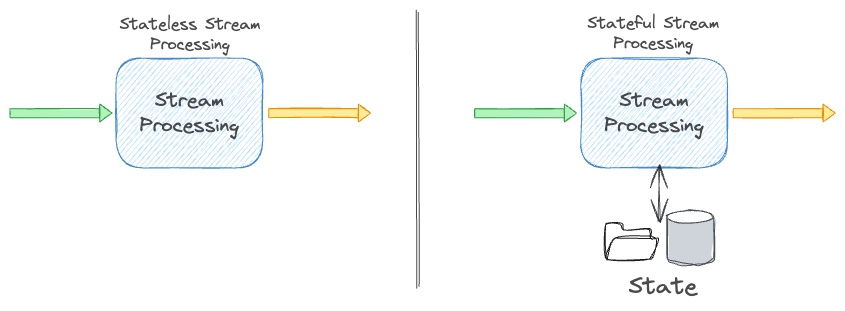 Stateless Stream
Processing
Stream
Processing
Stateful Stream
Processing
Stream
Processing
State